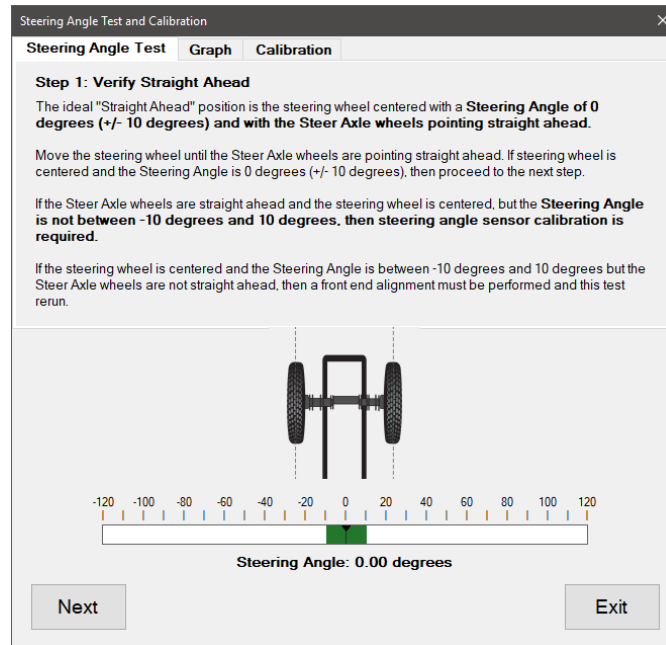 Steering Angle Test and Calibration
Steering Angle Test Graph Calibration
Step 1: Verify Straight Ahead
The ideal "Straight Ahead" position is the steering wheel centered with a Steering Angle of 0
degrees (+/- 10 degrees) and with the Steer Axle wheels pointing straight ahead.
Move the steering wheel until the Steer Axle wheels are pointing straight ahead. If steering wheel is
centered and the Steering Angle is 0 degrees (+/- 10 degrees), then proceed to the next step.
If the Steer Axle wheels are straight ahead and the steering wheel is centered, but the Steering Angle
is not between -10 degrees and 10 degrees, then steering angle sensor calibration is
required.
If the steering wheel is centered and the Steering Angle is between -10 degrees and 10 degrees but the
Steer Axle wheels are not straight ahead, then a front end alignment must be performed and this test
rerun.
-120 -100 -80 -60 -40 -20 0 20 40 60 80 100 120
Steering Angle: 0.00 degrees
Next Exit